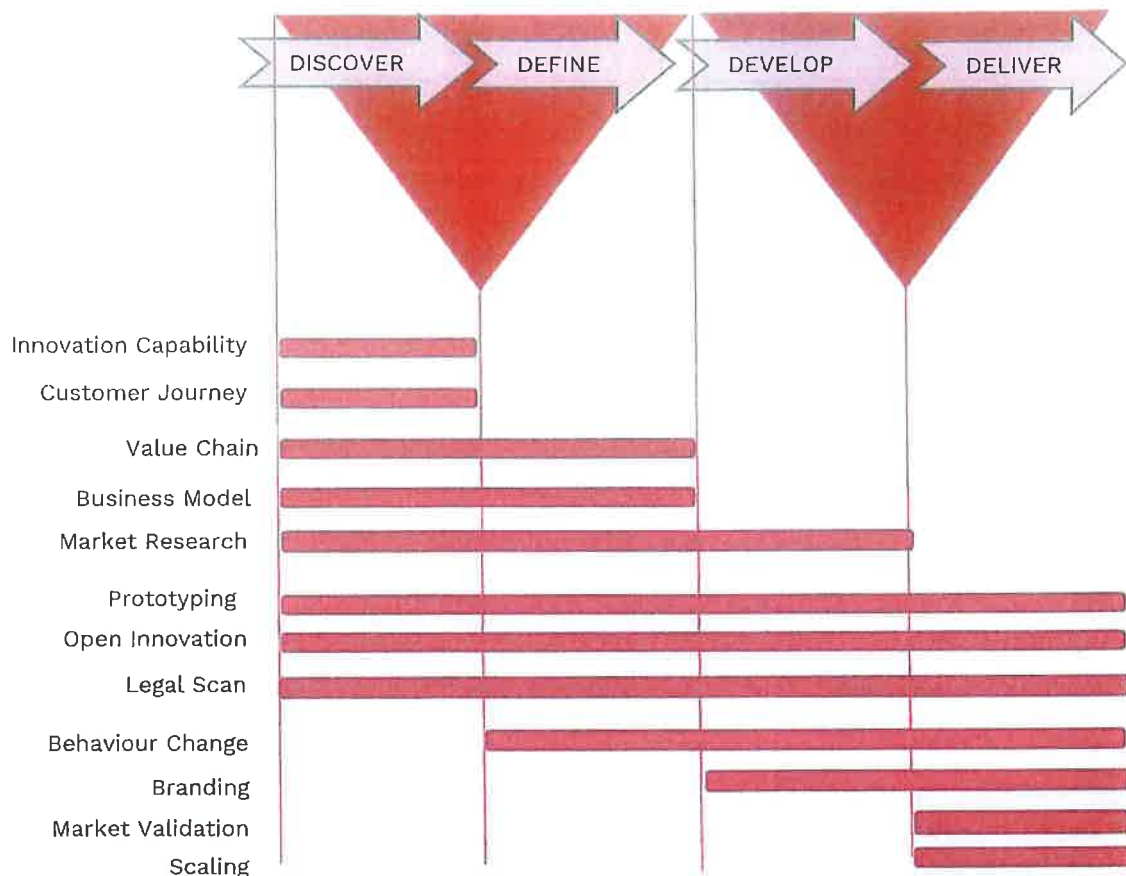 DISCOVER
DEFINE
DEVELOP
DELIVER
Innovation Capability
Customer Journey
Value Chain
Business Model
Market Research
Prototyping
Open Innovation
Legal Scan
Behaviour Change
Branding
Market Validation
Scaling